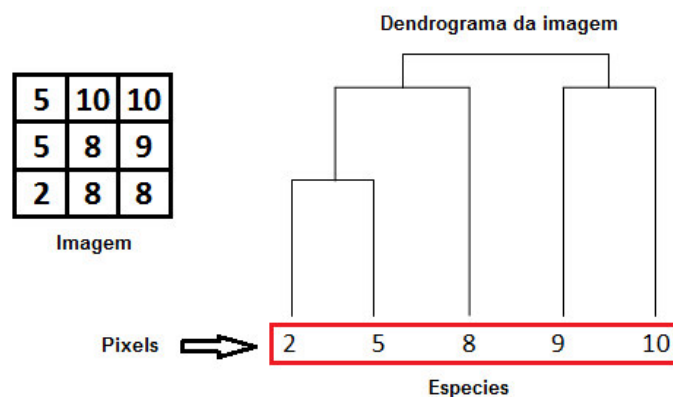 Dendrograma da imagem
5 10 10
5 8 9
2 8 8
Imagem
Pixels
2 5 8 9 10
Especies